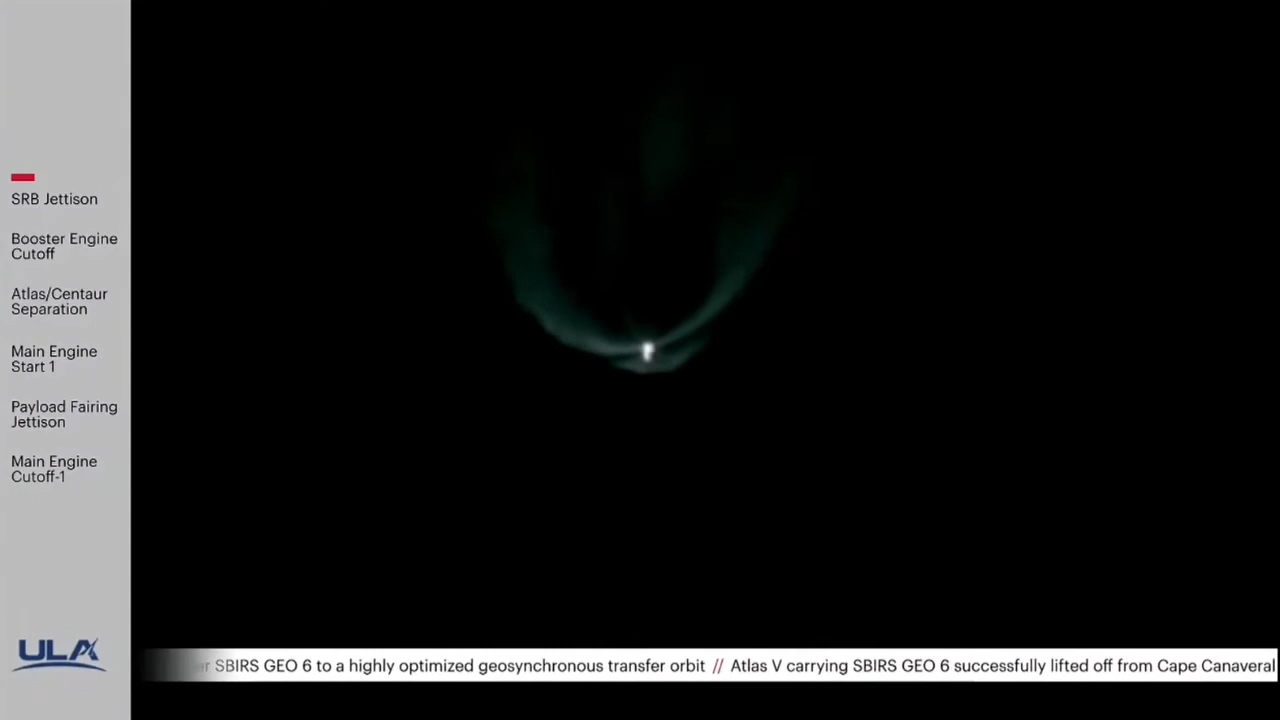 SRB Jettison
Booster Engine
Cutoff
Atlas/Centaur
Separation
Main Engine
Start 1
Payload Fairing
Jettison
Main Engine
Cutoff-1
ULA
SBIRS GEO 6 to a highly optimized geosynchronous transfer orbit // Atlas V carrying SBIRS GEO 6 successfully lifted off from Cape Canaveral